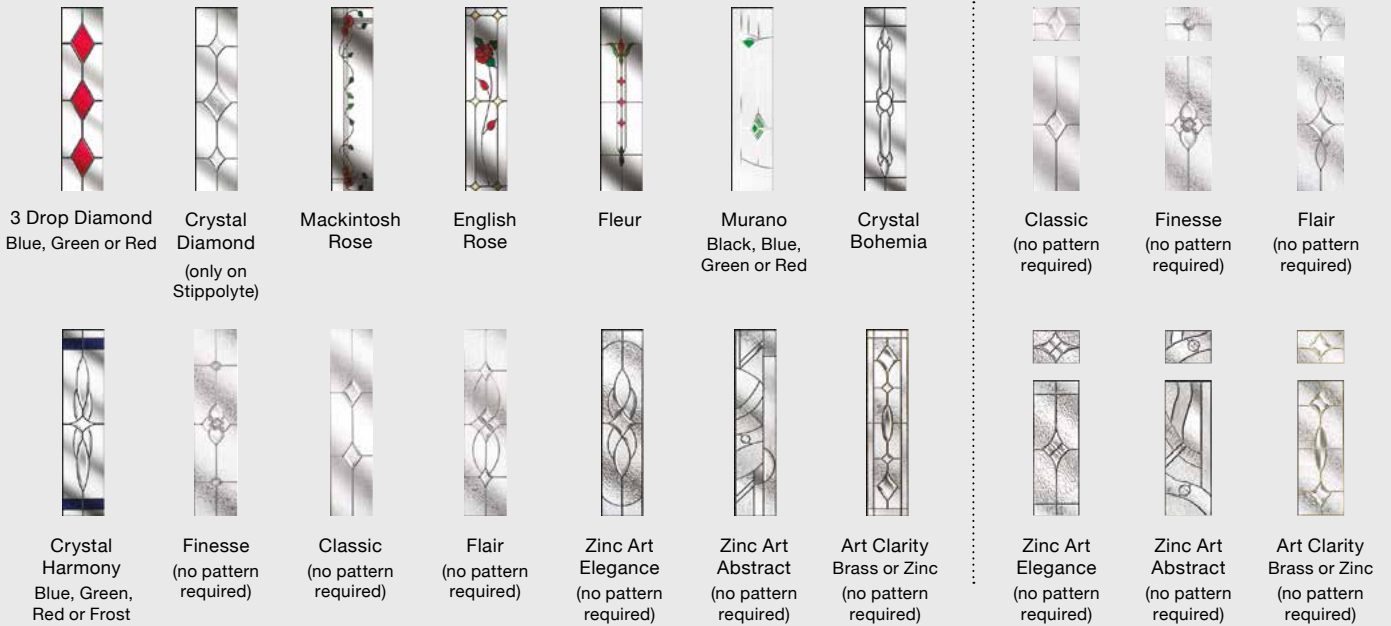 3 Drop Diamond
Blue, Green or Red
Crystal
Diamond
(only on
Stippolyte)
Mackintosh
Rose
English
Rose
Fleur
Murano
Black, Blue,
Green or Red
Crystal
Bohemia
Classic
(no pattern
required)
Finesse
(no pattern
required)
Flair
(no pattern
required)
Crystal
Harmony
Blue, Green,
Red or Frost
Finesse
(no pattern
required)
Classic
(no pattern
required)
Flair
(no pattern
required)
Zinc Art
Elegance
(no pattern
required)
Zinc Art
Abstract
(no pattern
required)
Art Clarity
Brass or Zinc
(no pattern
required)
Zinc Art
Elegance
(no pattern
required)
Zinc Art
Abstract
(no pattern
required)
Art Clarity
Brass or Zinc
(no pattern
required)